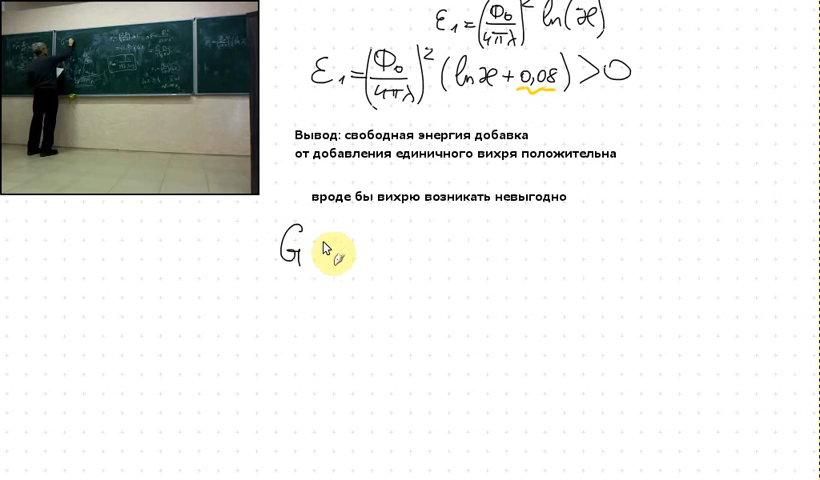 ε₁ = (Φ₀/4πλ)² ln(æ)
ε₁ = (Φ₀/4πλ)² (ln æ + 0,08) > 0
Вывод: свободная энергия добавка
от добавления единичного вихря положительна
вроде бы вихрю возникать невыгодно
G